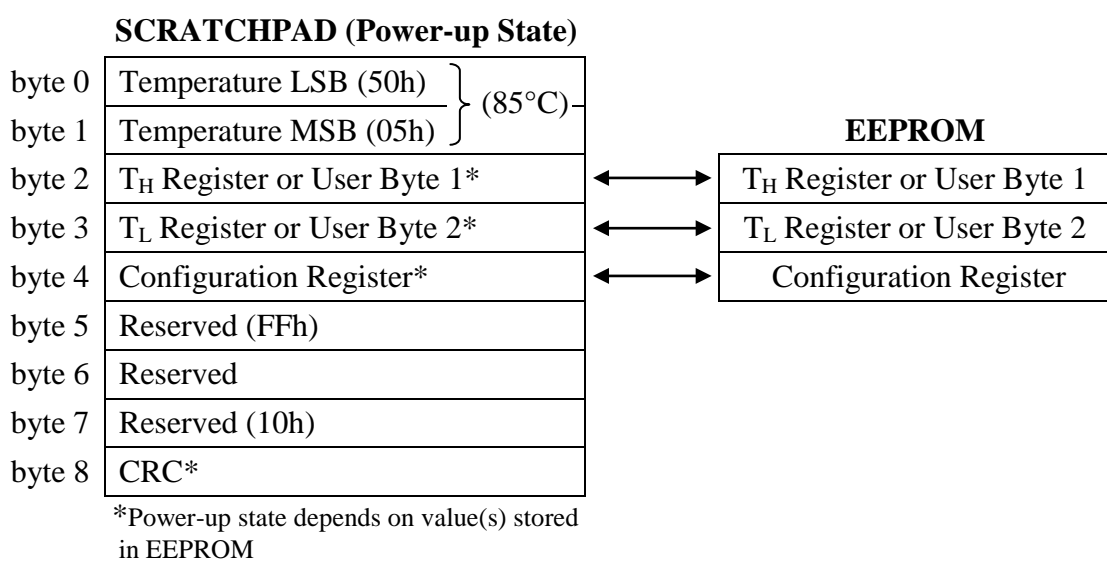 SCRATCHPAD (Power-up State)
byte 0 Temperature LSB (50h)
(85°C)
byte 1 Temperature MSB (05h)
EEPROM
byte 2 TH Register or User Byte 1* TH Register or User Byte 1
byte 3 TL Register or User Byte 2* TL Register or User Byte 2
byte 4 Configuration Register* Configuration Register
byte 5 Reserved (FFh)
byte 6 Reserved
byte 7 Reserved (10h)
byte 8 CRC*
*Power-up state depends on value(s) stored
in EEPROM